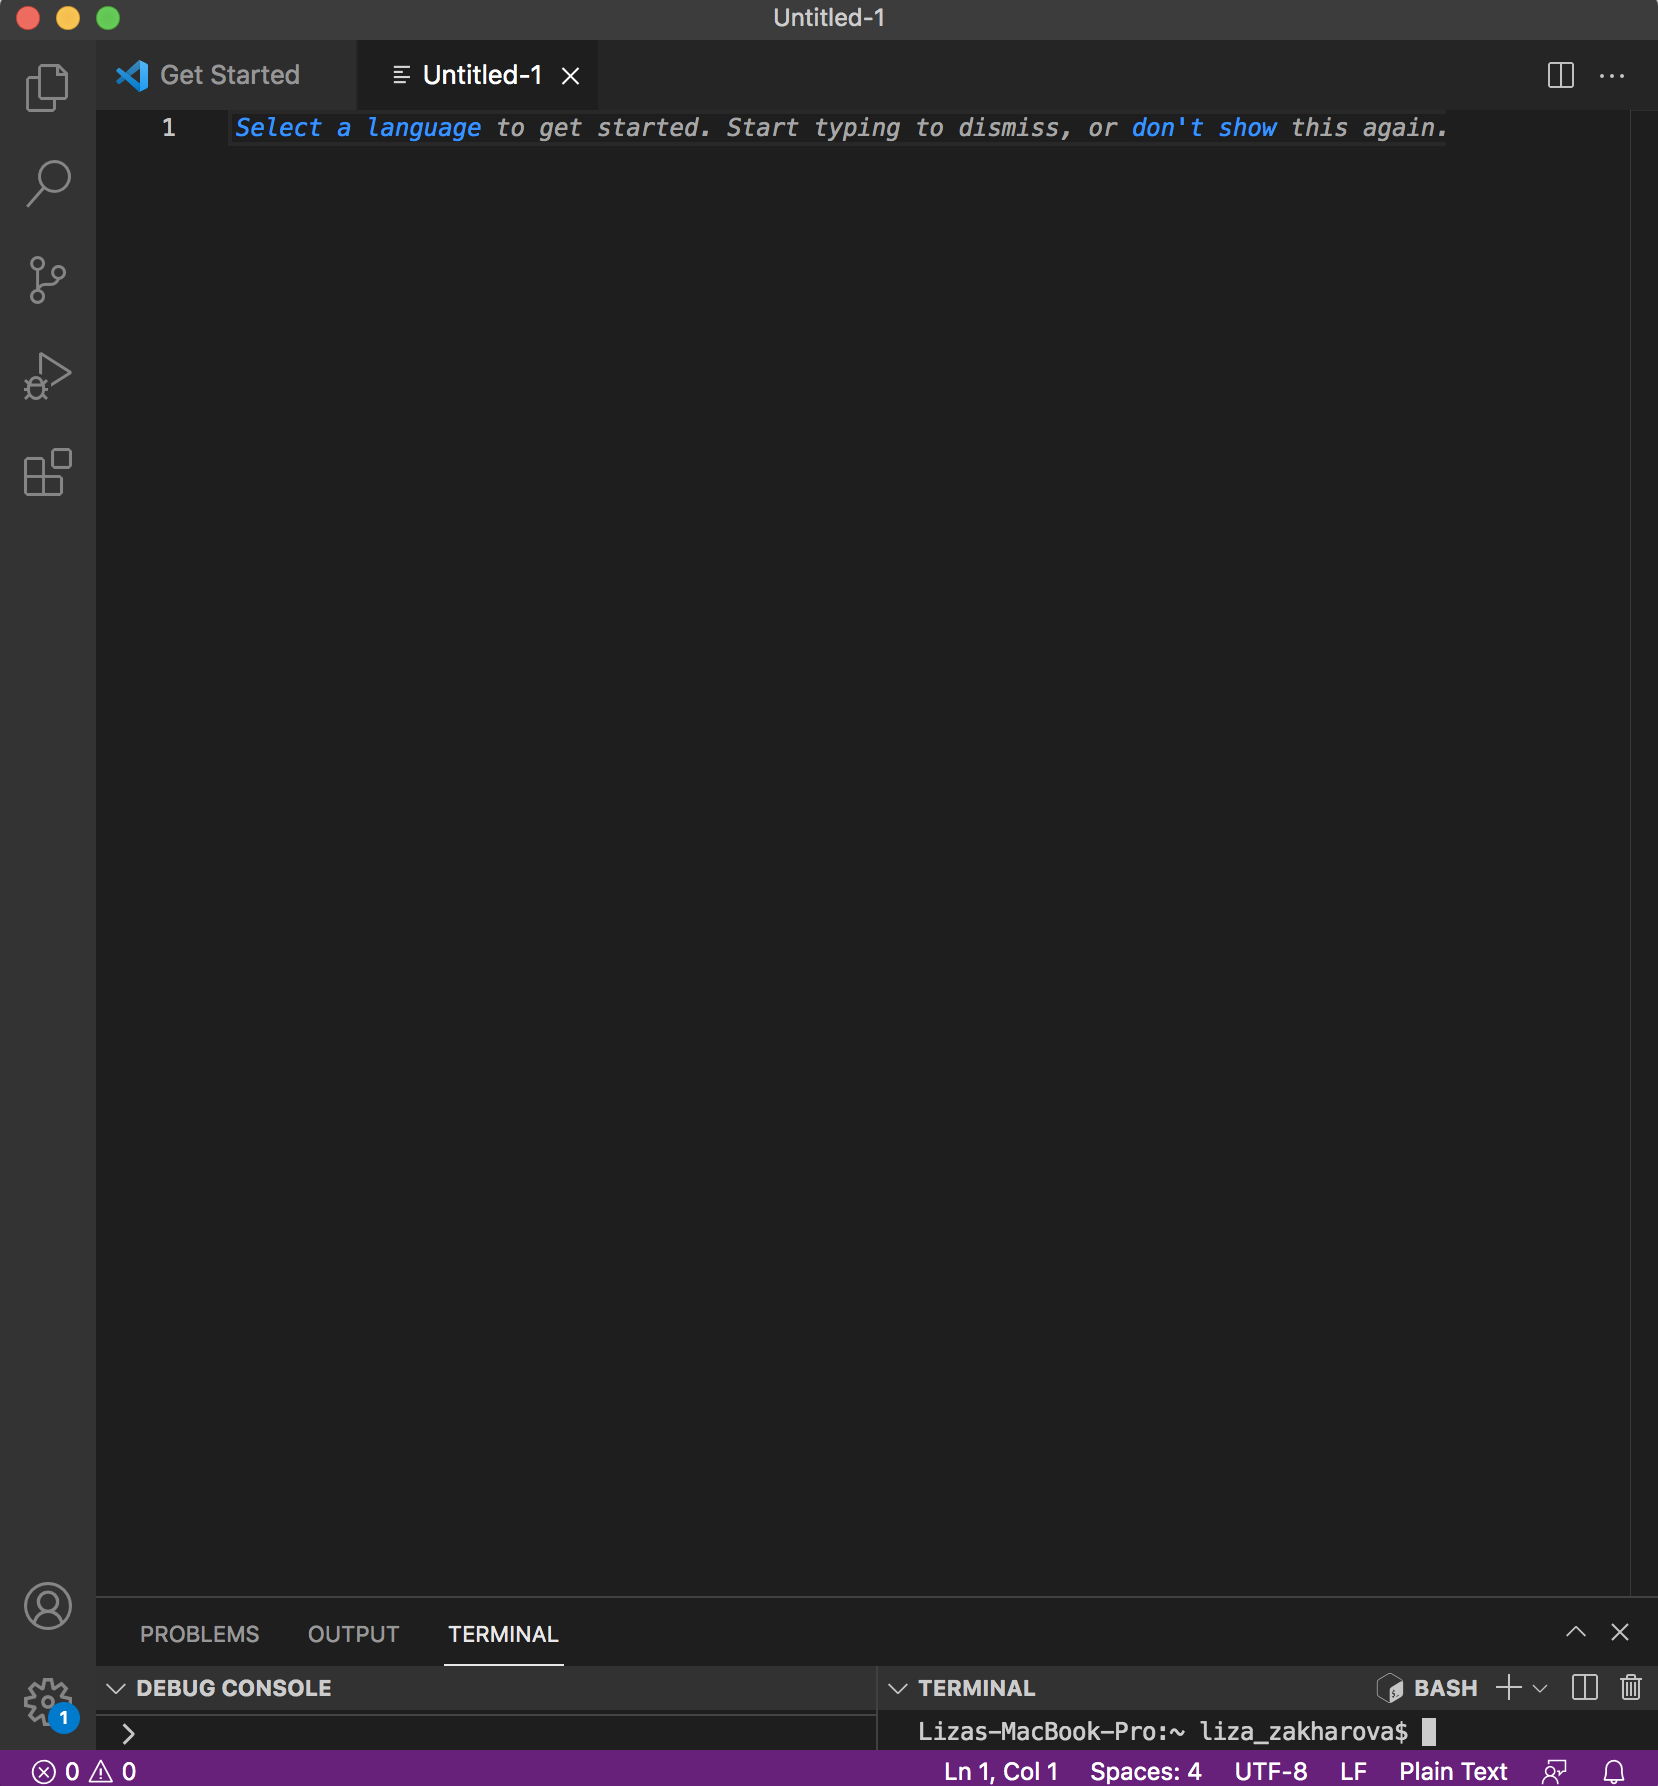 Untitled-1
Get Started
Untitled-1
1 Select a language to get started. Start typing to dismiss, or don't show this again.
PROBLEMS OUTPUT TERMINAL
DEBUG CONSOLE
TERMINAL
BASH
Lizas-MacBook-Pro:~ liza_zakharova$
1
0 0
Ln 1, Col 1 Spaces: 4 UTF-8 LF Plain Text